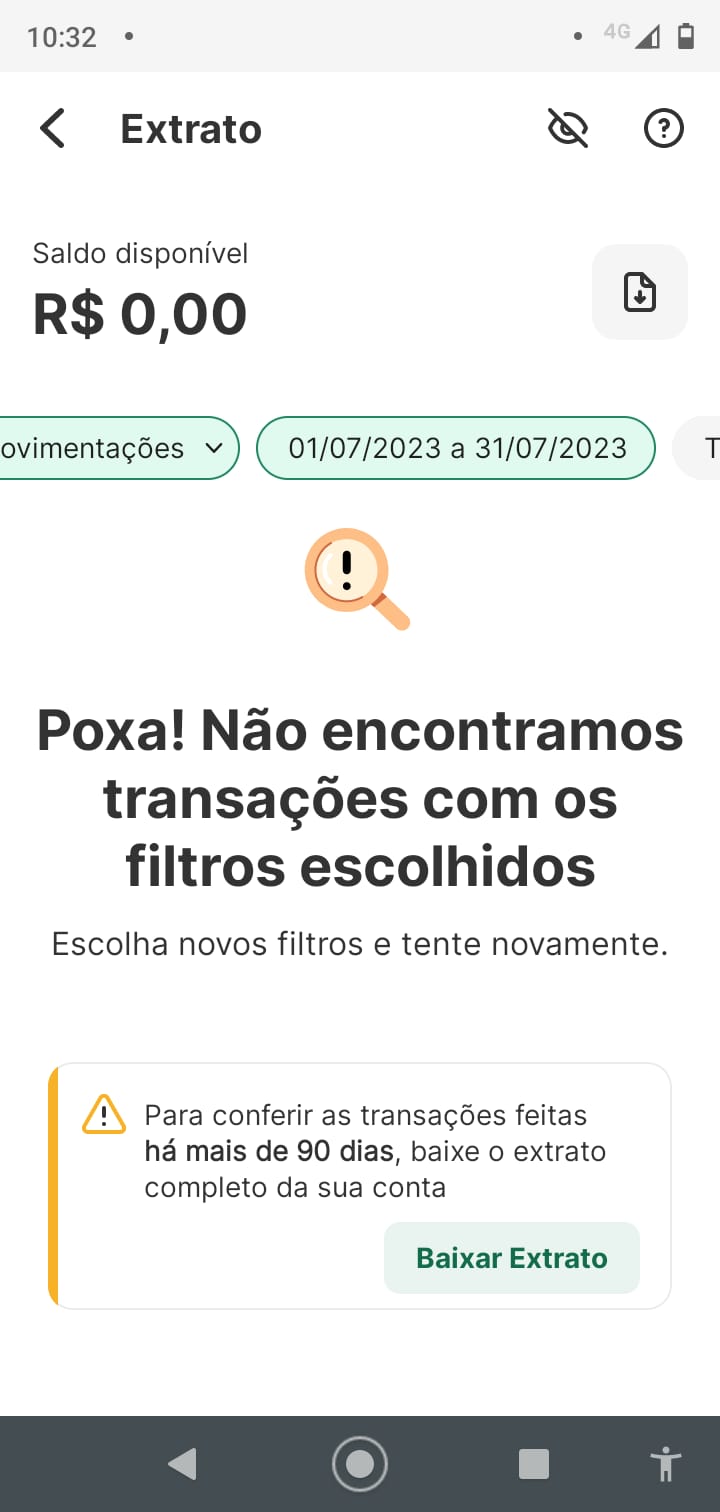 10:32
4G
Extrato
Saldo disponível
R$ 0,00
ovimentações
01/07/2023 a 31/07/2023
T
Poxa! Não encontramos
transações com os
filtros escolhidos
Escolha novos filtros e tente novamente.
Para conferir as transações feitas
há mais de 90 dias, baixe o extrato
completo da sua conta
Baixar Extrato